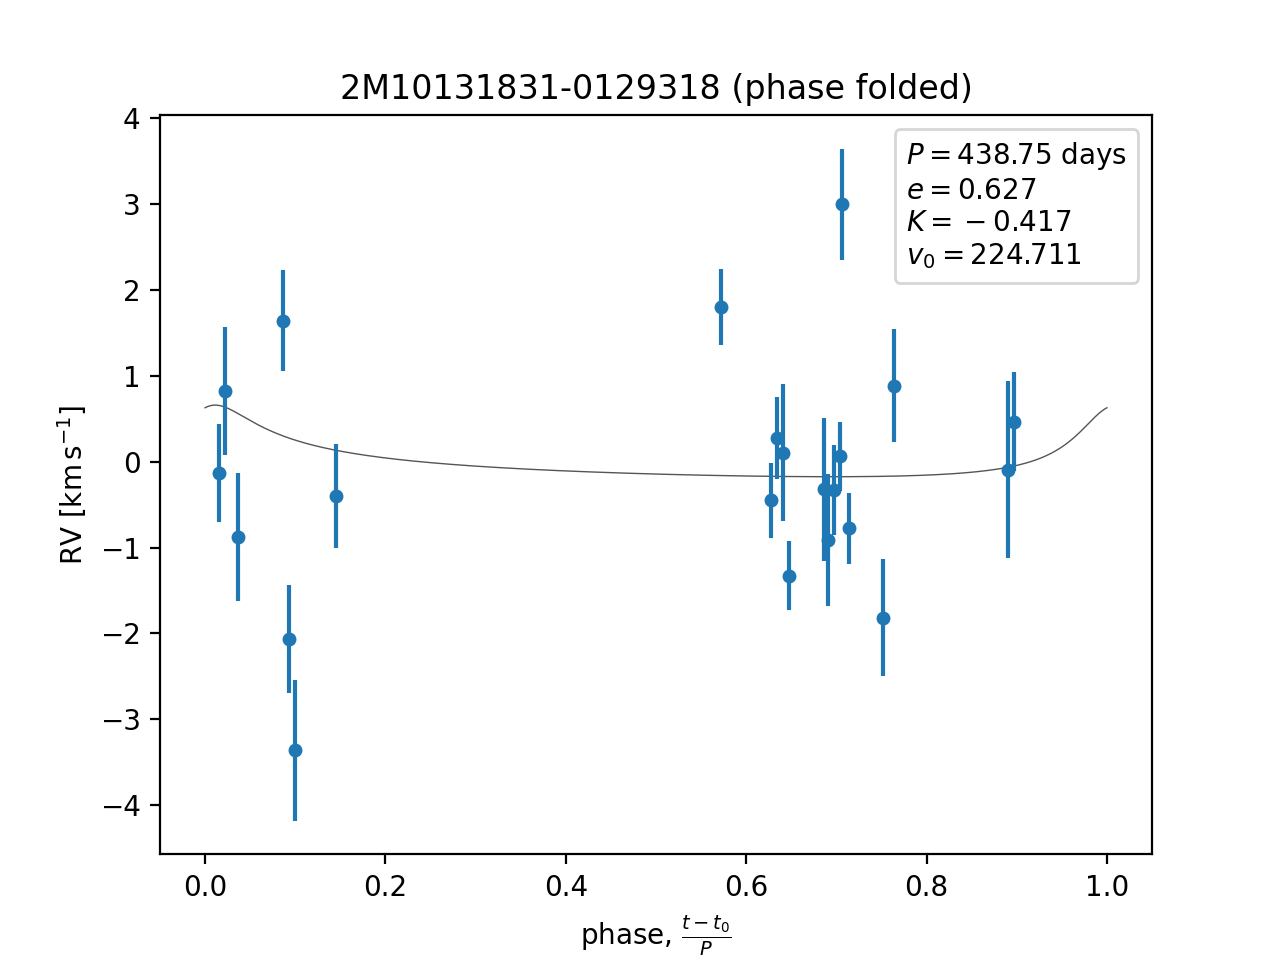 2M10131831-0129318 (phase folded)
P = 438.75 days
e = 0.627
K = −0.417
v₀ = 224.711
RV [km s⁻¹]
4
3
2
1
0
−1
−2
−3
−4
0.0 0.2 0.4 0.6 0.8 1.0
phase, (t − t₀)/P